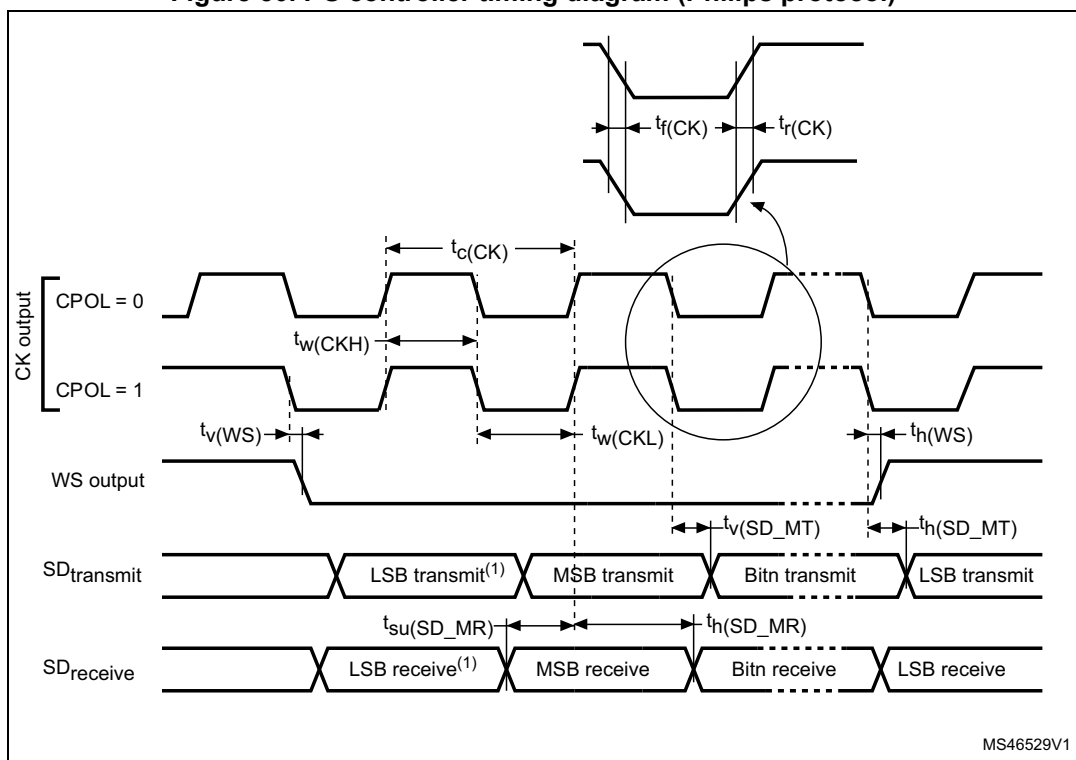 Figure controller timing diagram (Philips protocol)
tf(CK)
tr(CK)
tc(CK)
CK output
CPOL = 0
tw(CKH)
CPOL = 1
tv(WS)
tw(CKL)
th(WS)
WS output
tv(SD_MT)
th(SD_MT)
SDtransmit
LSB transmit(1)
MSB transmit
Bitn transmit
LSB transmit
tsu(SD_MR)
th(SD_MR)
SDreceive
LSB receive(1)
MSB receive
Bitn receive
LSB receive
MS46529V1